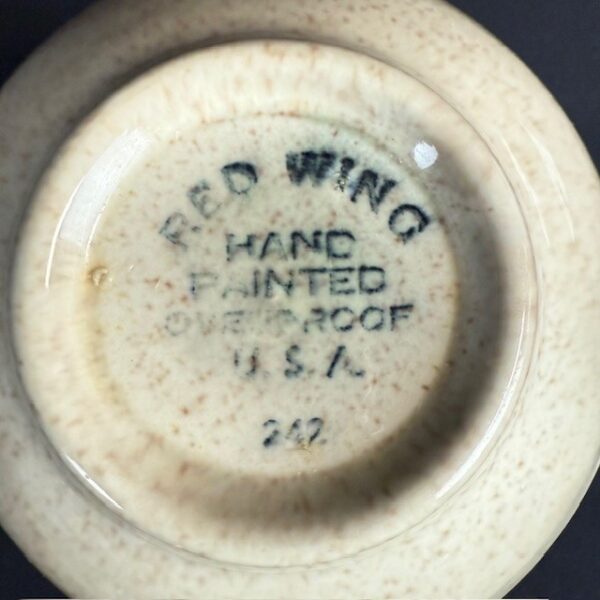 RED WING
HAND
PAINTED
OVENPROOF
U.S.A.
242